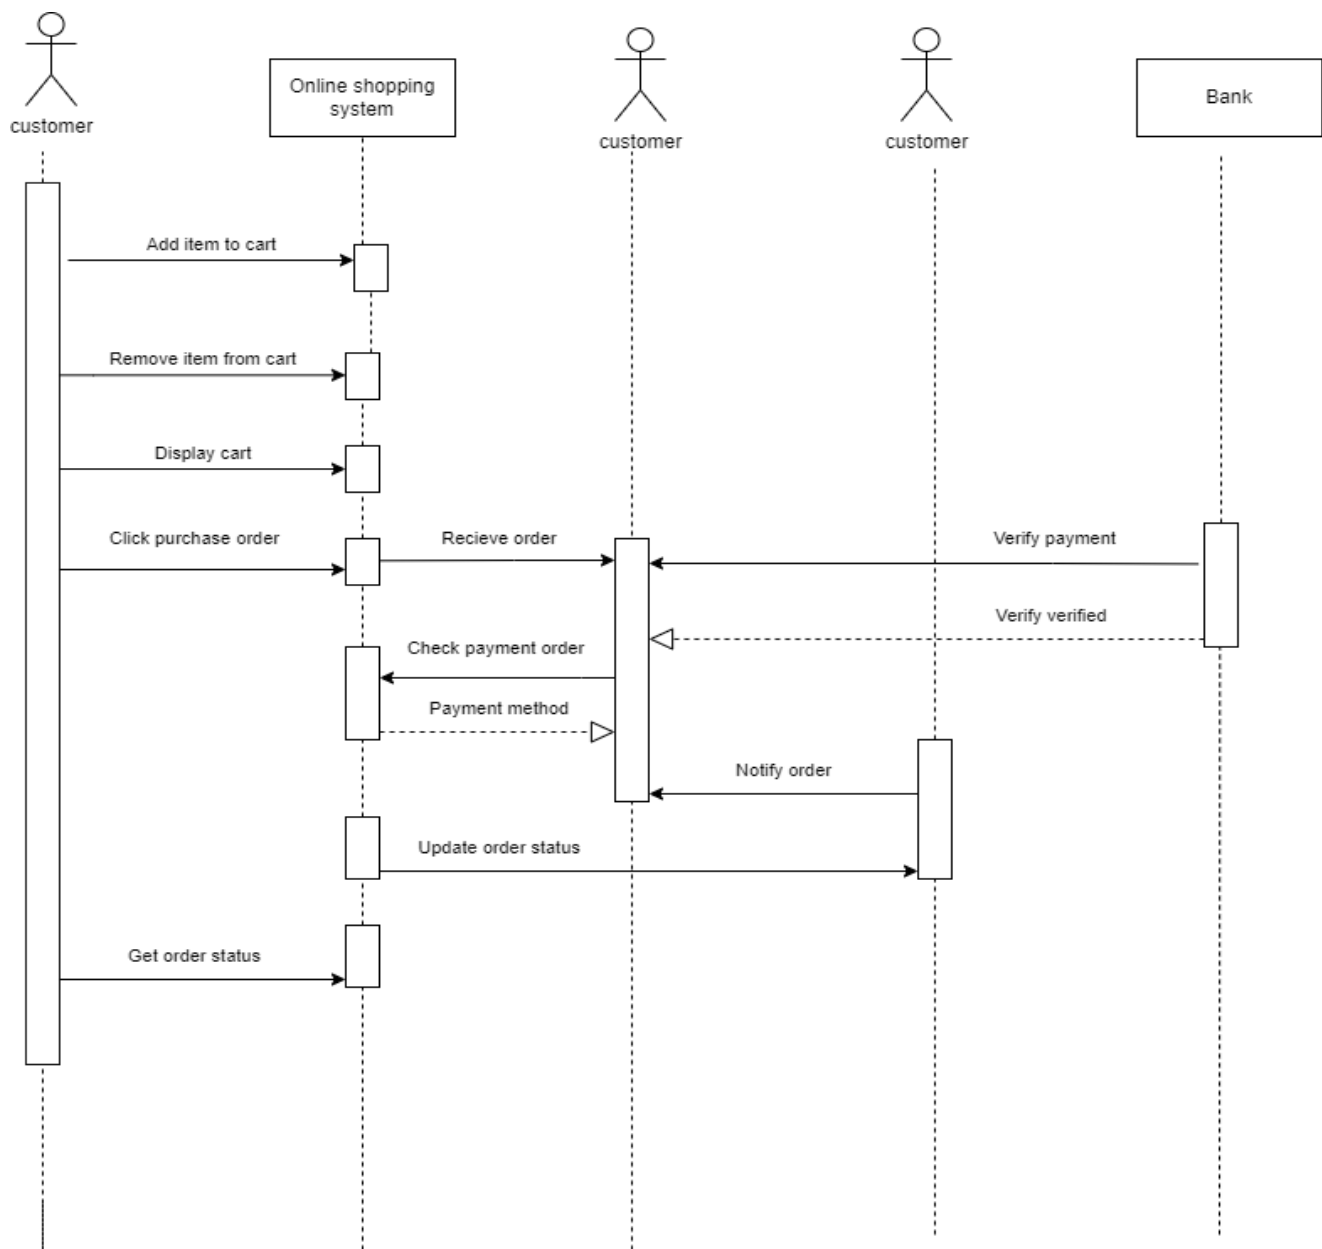 customer
Online shopping
system
customer
customer
Bank
Add item to cart
Remove item from cart
Display cart
Click purchase order
Recieve order
Verify payment
Verify verified
Check payment order
Payment method
Notify order
Update order status
Get order status